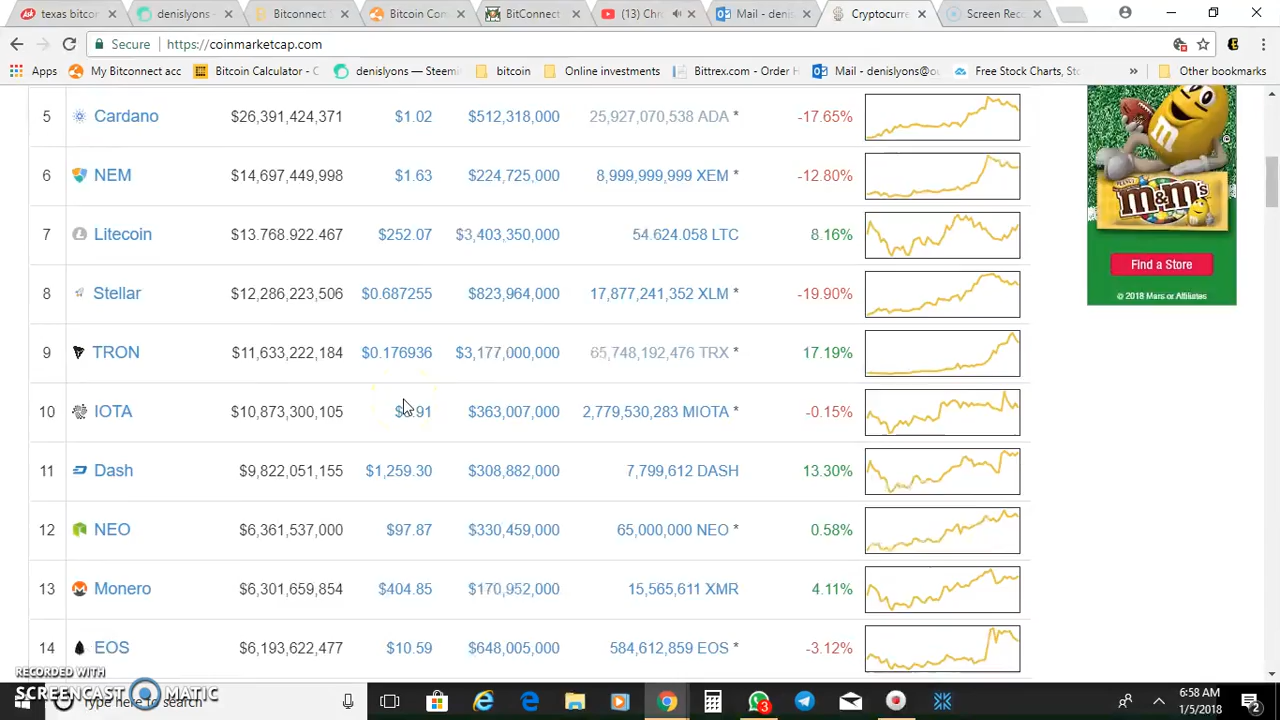 texas bitcoi
denislyons -
Bitconnect T
Bitcoin Com
BitConnect
(13) Chr
Mail - denis
Cryptocurre
Screen Rec
Secure https://coinmarketcap.com
Apps My Bitconnect acc Bitcoin Calculator - C denislyons — Steem bitcoin Online investments Bittrex.com - Order H Mail - denislyons@ou Free Stock Charts, Sto » Other bookmarks
5 Cardano $26,391,424,371 $1.02 $512,318,000 25,927,070,538 ADA * -17.65%
6 NEM $14,697,449,998 $1.63 $224,725,000 8,999,999,999 XEM * -12.80%
7 Litecoin $13,768,922,467 $252.07 $3,403,350,000 54,624,058 LTC 8.16%
8 Stellar $12,286,223,506 $0.687255 $823,964,000 17,877,241,352 XLM * -19.90%
9 TRON $11,633,222,184 $0.176936 $3,177,000,000 65,748,192,476 TRX * 17.19%
10 IOTA $10,873,300,105 91 $363,007,000 2,779,530,283 MIOTA * -0.15%
11 Dash $9,822,051,155 $1,259.30 $308,882,000 7,799,612 DASH 13.30%
12 NEO $6,361,537,000 $97.87 $330,459,000 65,000,000 NEO * 0.58%
13 Monero $6,301,659,854 $404.85 $170,952,000 15,565,611 XMR 4.11%
14 EOS $6,193,622,477 $10.59 $648,005,000 584,612,859 EOS * -3.12%
m
m&m's
Find a Store
© 2018 Mars or Affiliates
RECORDED WITH
SCREENCAST MATIC
Type here to search
3
6:58 AM
1/5/2018
2